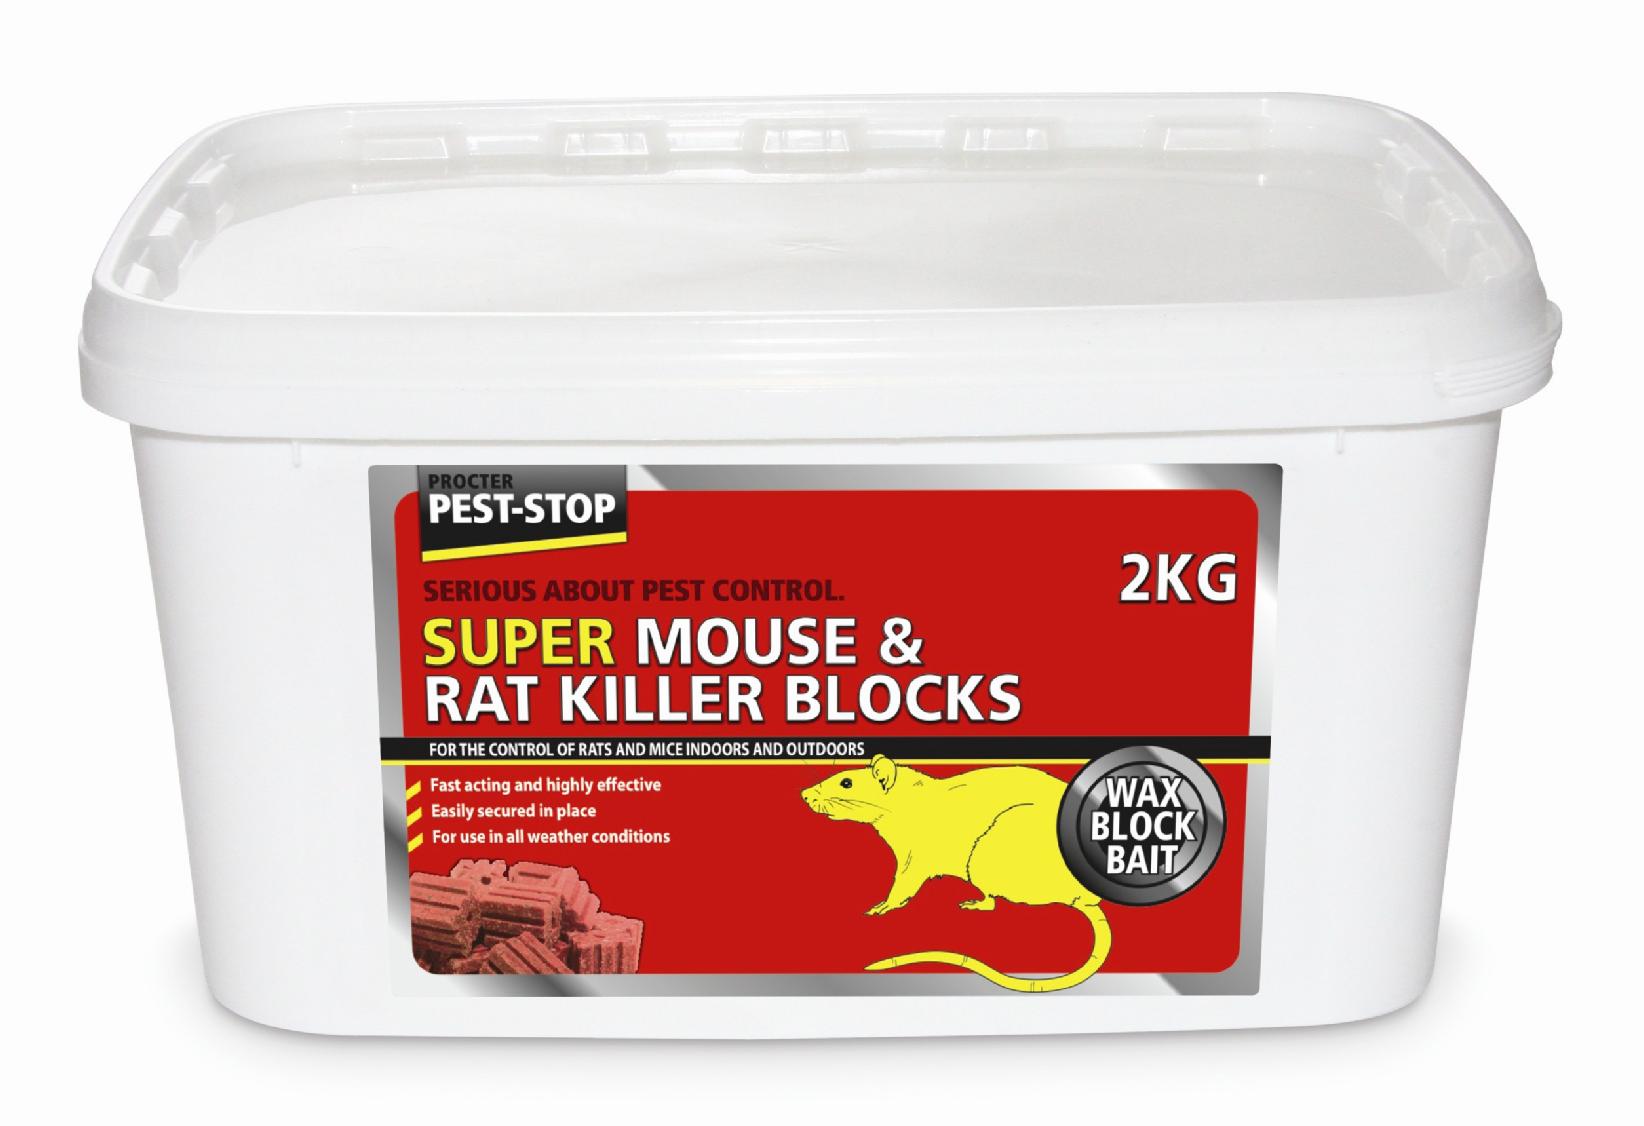 PROCTER
PEST-STOP
SERIOUS ABOUT PEST CONTROL.
2KG
SUPER MOUSE &
RAT KILLER BLOCKS
FOR THE CONTROL OF RATS AND MICE INDOORS AND OUTDOORS
Fast acting and highly effective
Easily secured in place
For use in all weather conditions
WAX
BLOCK
BAIT